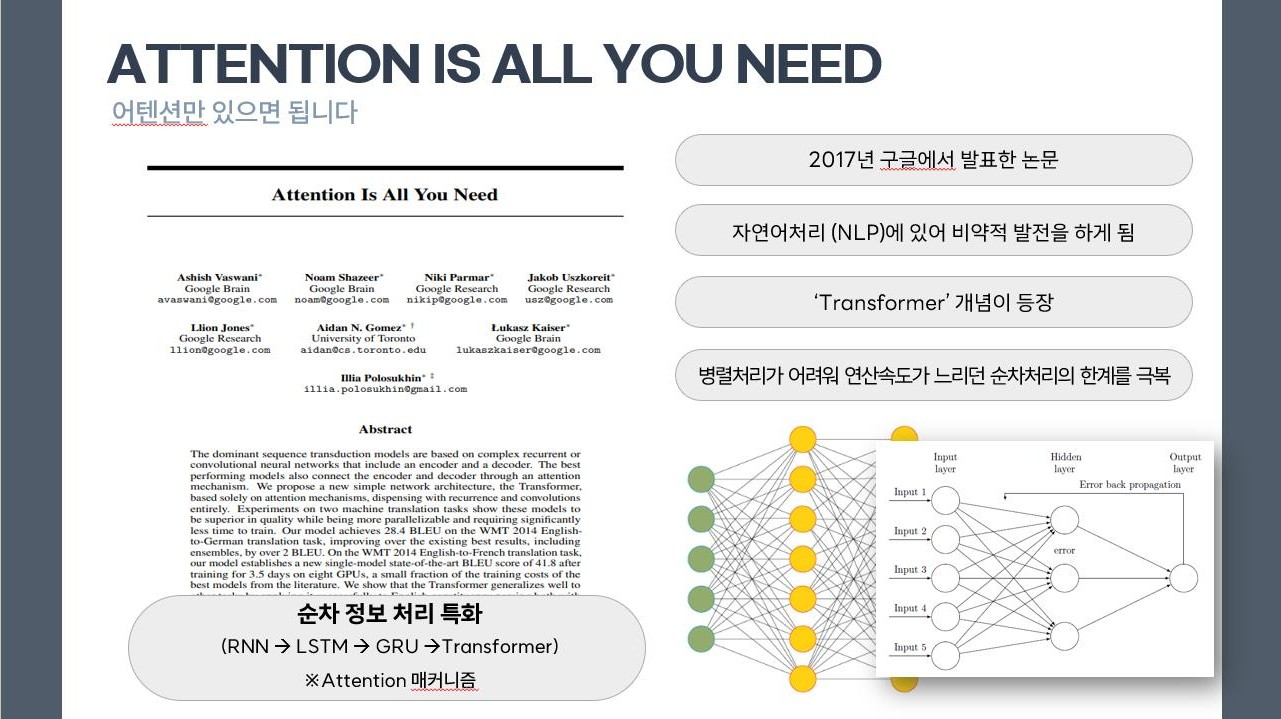 ATTENTION IS ALL YOU NEED
어텐션만 있으면 됩니다
Attention Is All You Need
Ashish Vaswani* Noam Shazeer* Niki Parmar* Jakob Uszkoreit*
Google Brain Google Brain Google Research Google Research
avaswani@google.com noam@google.com nikip@google.com usz@google.com
Llion Jones* Aidan N. Gomez* † Łukasz Kaiser*
Google Research University of Toronto Google Brain
llion@google.com aidan@cs.toronto.edu lukaszkaiser@google.com
Illia Polosukhin* ‡
illia.polosukhin@gmail.com
Abstract
The dominant sequence transduction models are based on complex recurrent or
convolutional neural networks that include an encoder and a decoder. The best
performing models also connect the encoder and decoder through an attention
mechanism. We propose a new simple network architecture, the Transformer,
based solely on attention mechanisms, dispensing with recurrence and convolutions
entirely. Experiments on two machine translation tasks show these models to
be superior in quality while being more parallelizable and requiring significantly
less time to train. Our model achieves 28.4 BLEU on the WMT 2014 English-
to-German translation task, improving over the existing best results, including
ensembles, by over 2 BLEU. On the WMT 2014 English-to-French translation task,
our model establishes a new single-model state-of-the-art BLEU score of 41.8 after
training for 3.5 days on eight GPUs, a small fraction of the training costs of the
best models from the literature. We show that the Transformer generalizes well to
순차 정보 처리 특화
(RNN → LSTM → GRU →Transformer)
※Attention 매커니즘
2017년 구글에서 발표한 논문
자연어처리 (NLP)에 있어 비약적 발전을 하게 됨
‘Transformer’ 개념이 등장
병렬처리가 어려워 연산속도가 느리던 순차처리의 한계를 극복
Input layer
Hidden layer
Output layer
Error back propagation
Input 1
Input 2
error
Input 3
Input 4
Input 5